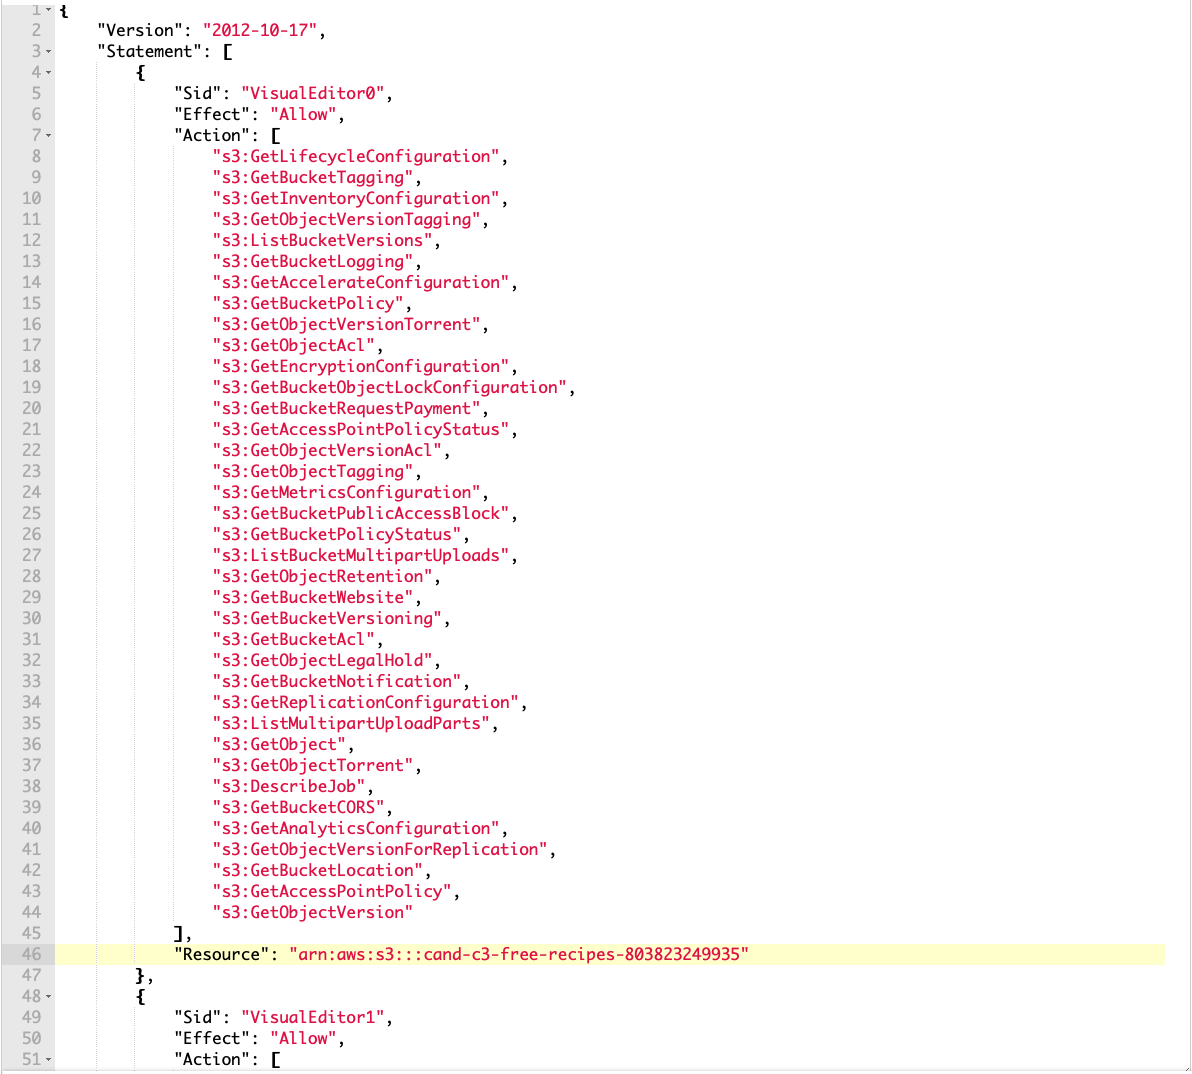 1 {
2 "Version": "2012-10-17",
3 "Statement": [
4 {
5 "Sid": "VisualEditor0",
6 "Effect": "Allow",
7 "Action": [
8 "s3:GetLifecycleConfiguration",
9 "s3:GetBucketTagging",
10 "s3:GetInventoryConfiguration",
11 "s3:GetObjectVersionTagging",
12 "s3:ListBucketVersions",
13 "s3:GetBucketLogging",
14 "s3:GetAccelerateConfiguration",
15 "s3:GetBucketPolicy",
16 "s3:GetObjectVersionTorrent",
17 "s3:GetObjectAcl",
18 "s3:GetEncryptionConfiguration",
19 "s3:GetBucketObjectLockConfiguration",
20 "s3:GetBucketRequestPayment",
21 "s3:GetAccessPointPolicyStatus",
22 "s3:GetObjectVersionAcl",
23 "s3:GetObjectTagging",
24 "s3:GetMetricsConfiguration",
25 "s3:GetBucketPublicAccessBlock",
26 "s3:GetBucketPolicyStatus",
27 "s3:ListBucketMultipartUploads",
28 "s3:GetObjectRetention",
29 "s3:GetBucketWebsite",
30 "s3:GetBucketVersioning",
31 "s3:GetBucketAcl",
32 "s3:GetObjectLegalHold",
33 "s3:GetBucketNotification",
34 "s3:GetReplicationConfiguration",
35 "s3:ListMultipartUploadParts",
36 "s3:GetObject",
37 "s3:GetObjectTorrent",
38 "s3:DescribeJob",
39 "s3:GetBucketCORS",
40 "s3:GetAnalyticsConfiguration",
41 "s3:GetObjectVersionForReplication",
42 "s3:GetBucketLocation",
43 "s3:GetAccessPointPolicy",
44 "s3:GetObjectVersion"
45 ],
46 "Resource": "arn:aws:s3:::cand-c3-free-recipes-803823249935"
47 },
48 {
49 "Sid": "VisualEditor1",
50 "Effect": "Allow",
51 "Action": [